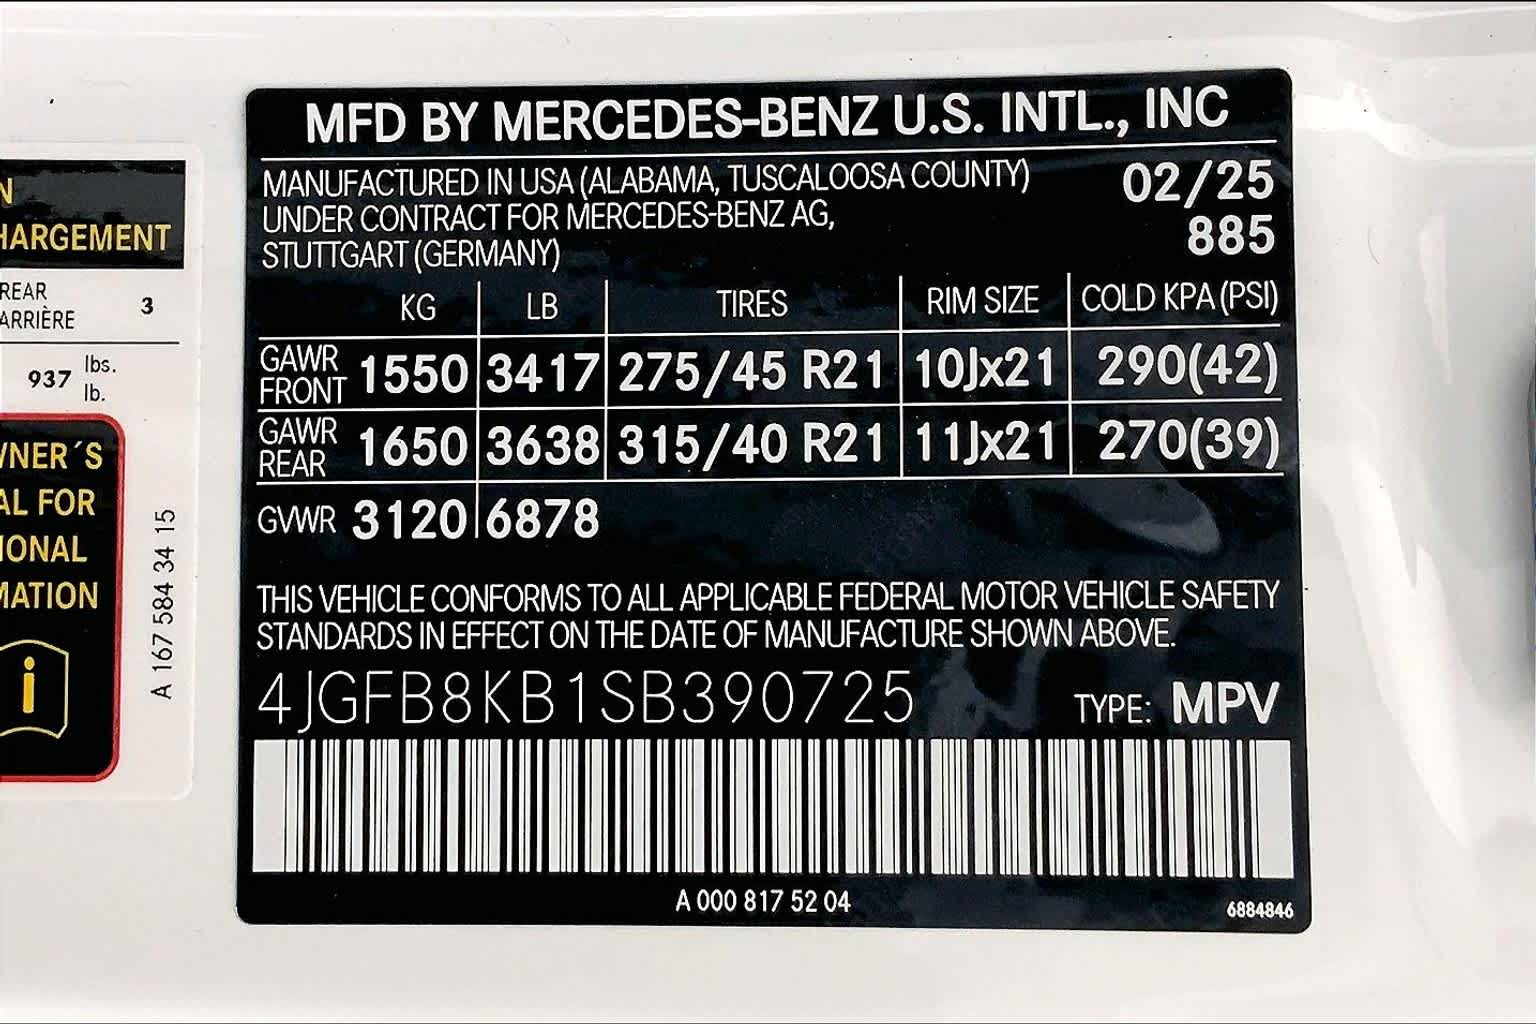 N
HARGEMENT
REAR
ARRIÈRE
3
937 lbs.
lb.
WNER´S
AL FOR
IONAL
MATION
i
A 167 584 34 15
MFD BY MERCEDES-BENZ U.S. INTL., INC
MANUFACTURED IN USA (ALABAMA, TUSCALOOSA COUNTY) 02/25
UNDER CONTRACT FOR MERCEDES-BENZ AG, 885
STUTTGART (GERMANY)
KG LB TIRES RIM SIZE COLD KPA (PSI)
GAWR FRONT 1550 3417 275/45 R21 10Jx21 290(42)
GAWR REAR 1650 3638 315/40 R21 11Jx21 270(39)
GVWR 3120 6878
THIS VEHICLE CONFORMS TO ALL APPLICABLE FEDERAL MOTOR VEHICLE SAFETY
STANDARDS IN EFFECT ON THE DATE OF MANUFACTURE SHOWN ABOVE.
4JGFB8KB1SB390725 TYPE: MPV
A 000 817 52 04
6884846